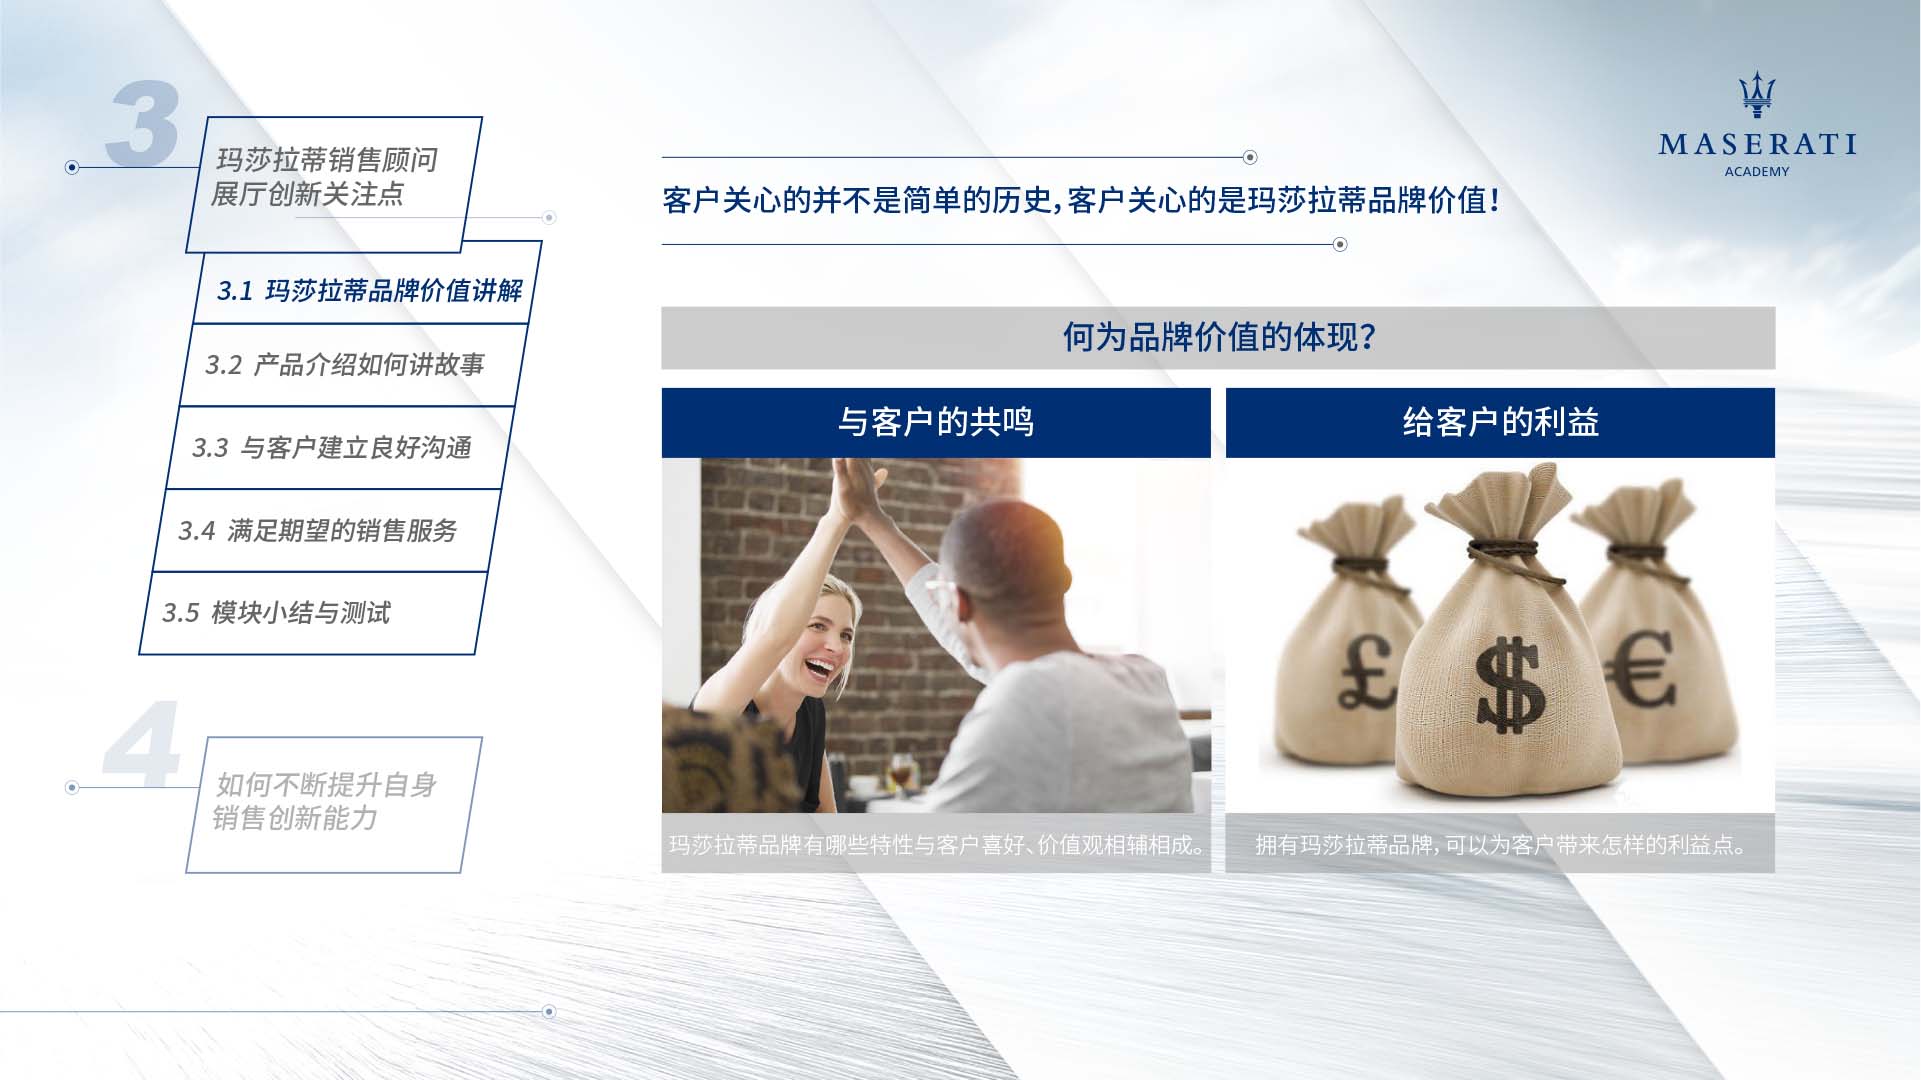 3
玛莎拉蒂销售顾问
展厅创新关注点
3.1 玛莎拉蒂品牌价值讲解
3.2 产品介绍如何讲故事
3.3 与客户建立良好沟通
3.4 满足期望的销售服务
3.5 模块小结与测试
4
如何不断提升自身
销售创新能力
MASERATI
ACADEMY
客户关心的并不是简单的历史，客户关心的是玛莎拉蒂品牌价值！
何为品牌价值的体现？
与客户的共鸣
给客户的利益
£
$
€
玛莎拉蒂品牌有哪些特性与客户喜好、价值观相辅相成。
拥有玛莎拉蒂品牌，可以为客户带来怎样的利益点。